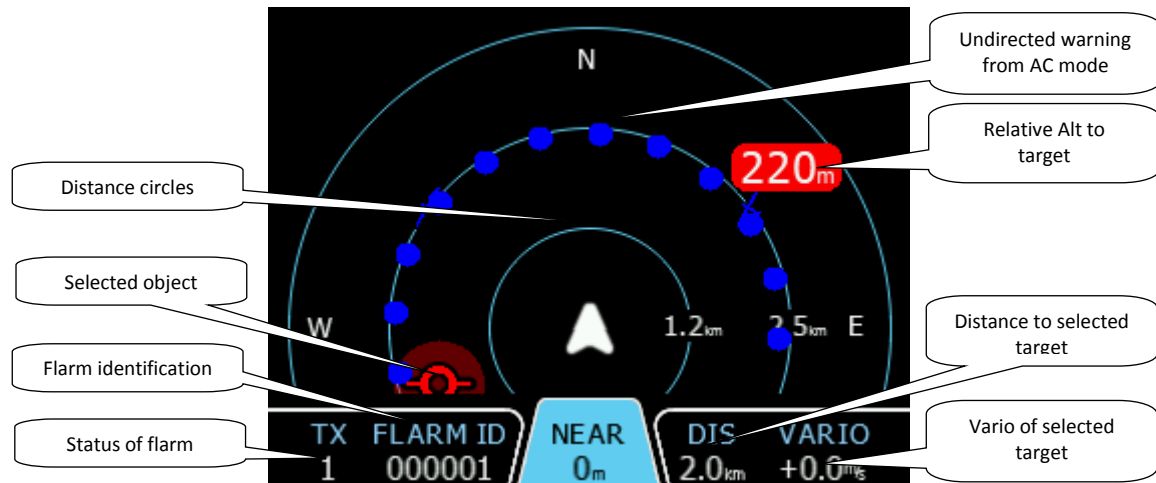 Undirected warning
from AC mode
N
Relative Alt to
target
220m
Distance circles
Selected object
W
1.2km
2.5km
E
Distance to selected
target
Flarm identification
Status of flarm
TX FLARM ID
1 000001
NEAR
0m
DIS VARIO
2.0km +0.0m/s
Vario of selected
target